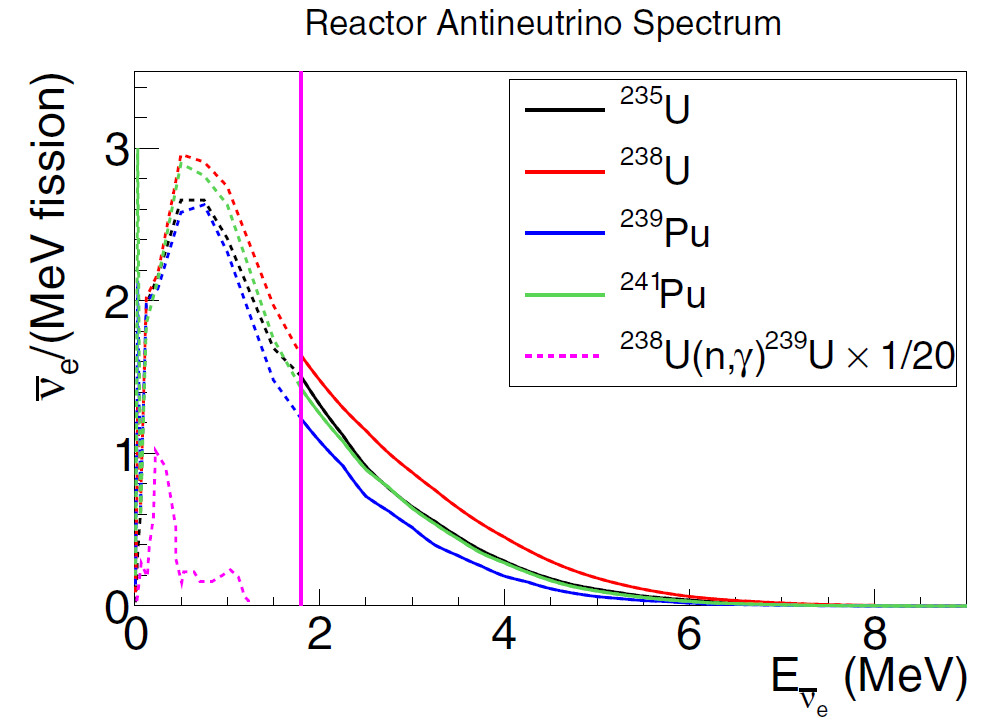 Reactor Antineutrino Spectrum
ν̅e/(MeV fission)
3
2
1
0
0 2 4 6 8
Eν̅e (MeV)
²³⁵U
²³⁸U
²³⁹Pu
²⁴¹Pu
²³⁸U(n,γ)²³⁹U × 1/20